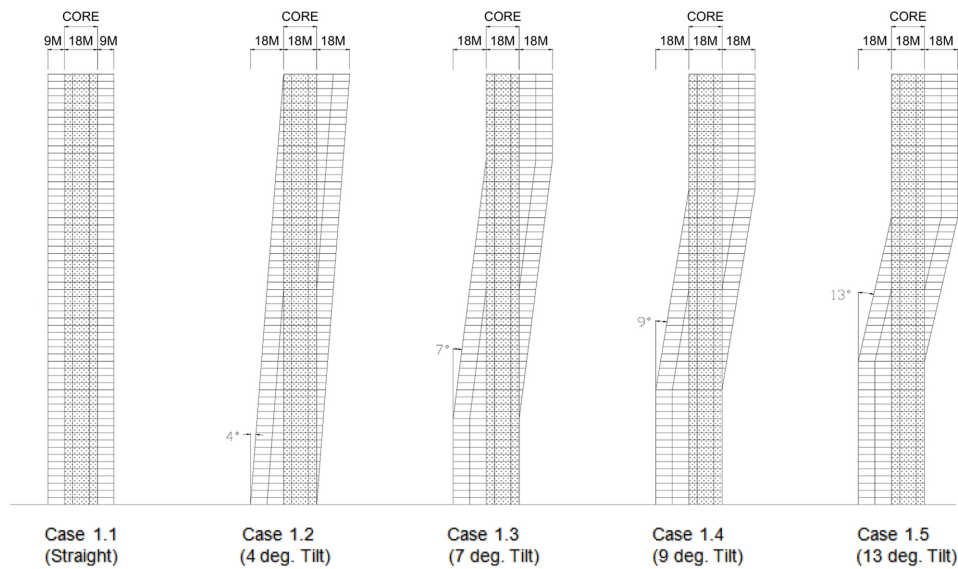 CORE CORE CORE CORE CORE
9M 18M 9M 18M 18M 18M 18M 18M 18M 18M 18M 18M 18M 18M 18M
13°
9°
7°
4°
Case 1.1 Case 1.2 Case 1.3 Case 1.4 Case 1.5
(Straight) (4 deg. Tilt) (7 deg. Tilt) (9 deg. Tilt) (13 deg. Tilt)